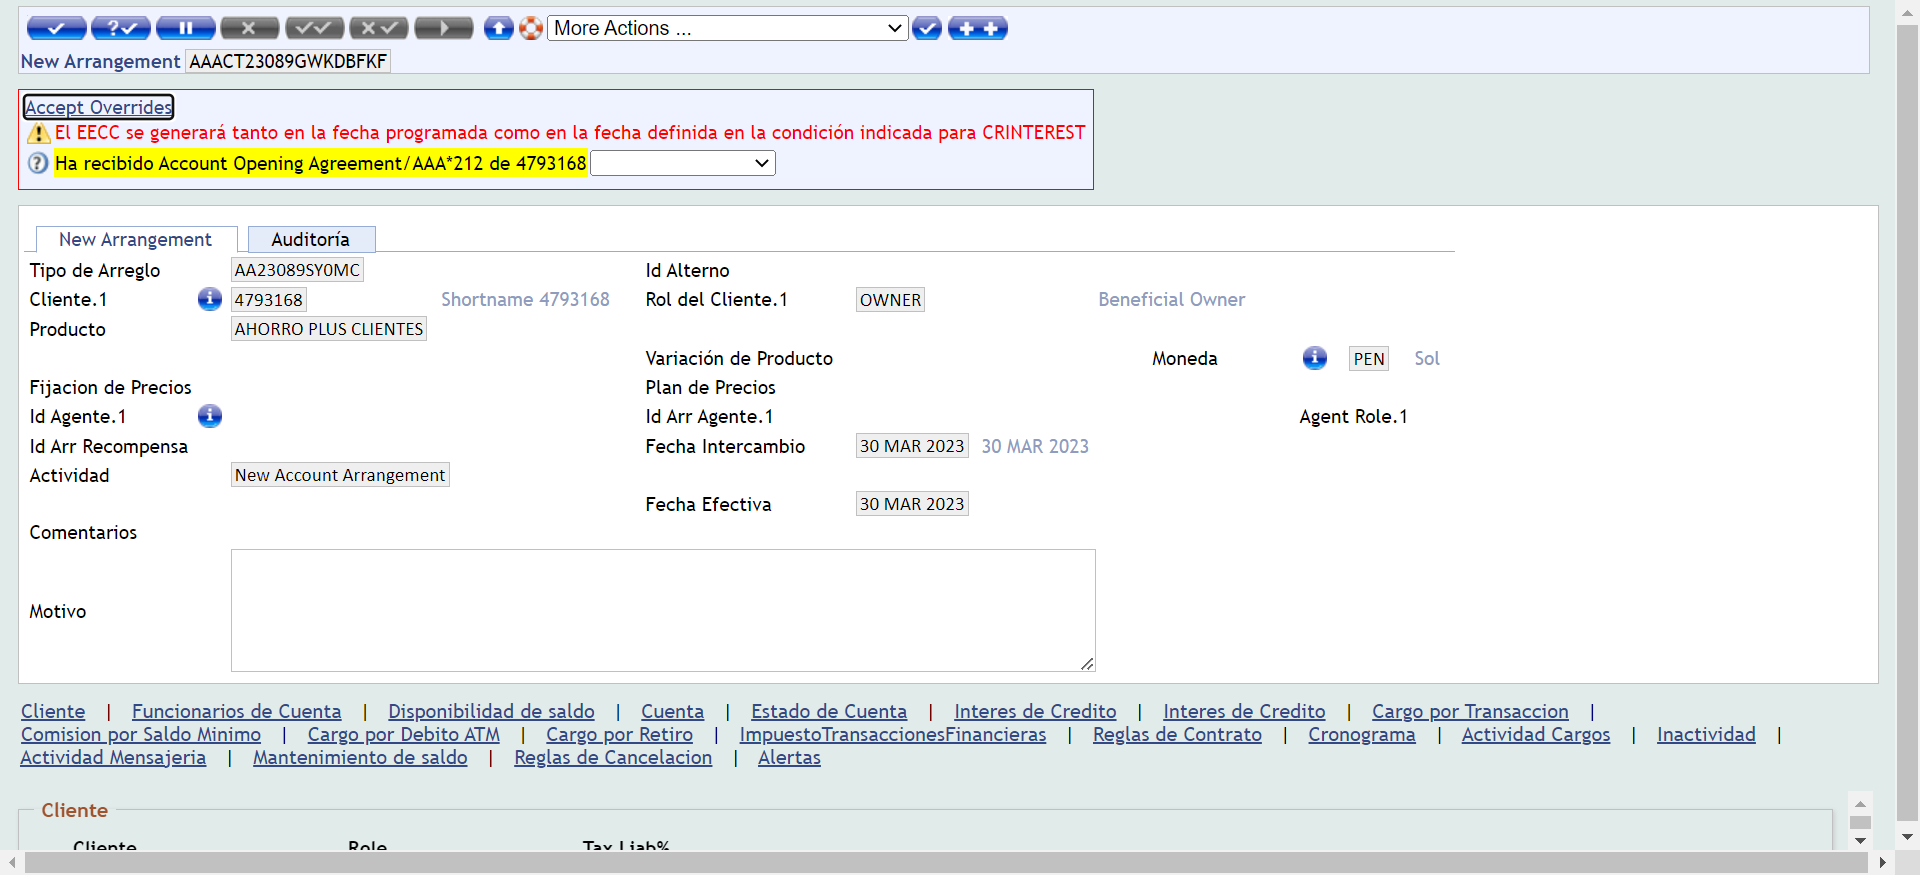 More Actions ...
New Arrangement AAACT23089GWKDBFKF
Accept Overrides
El EECC se generará tanto en la fecha programada como en la fecha definida en la condición indicada para CRINTEREST
Ha recibido Account Opening Agreement/AAA*212 de 4793168
New Arrangement Auditoría
Tipo de Arreglo AA23089SY0MC Id Alterno
Cliente.1 4793168 Shortname 4793168 Rol del Cliente.1 OWNER Beneficial Owner
Producto AHORRO PLUS CLIENTES
Variación de Producto Moneda PEN Sol
Fijacion de Precios Plan de Precios
Id Agente.1 Id Arr Agente.1 Agent Role.1
Id Arr Recompensa Fecha Intercambio 30 MAR 2023 30 MAR 2023
Actividad New Account Arrangement
Fecha Efectiva 30 MAR 2023
Comentarios
Motivo
Cliente | Funcionarios de Cuenta | Disponibilidad de saldo | Cuenta | Estado de Cuenta | Interes de Credito | Interes de Credito | Cargo por Transaccion |
Comision por Saldo Minimo | Cargo por Debito ATM | Cargo por Retiro | ImpuestoTransaccionesFinancieras | Reglas de Contrato | Cronograma | Actividad Cargos | Inactividad |
Actividad Mensajeria | Mantenimiento de saldo | Reglas de Cancelacion | Alertas
Cliente
Cliente Role Tax Liab%